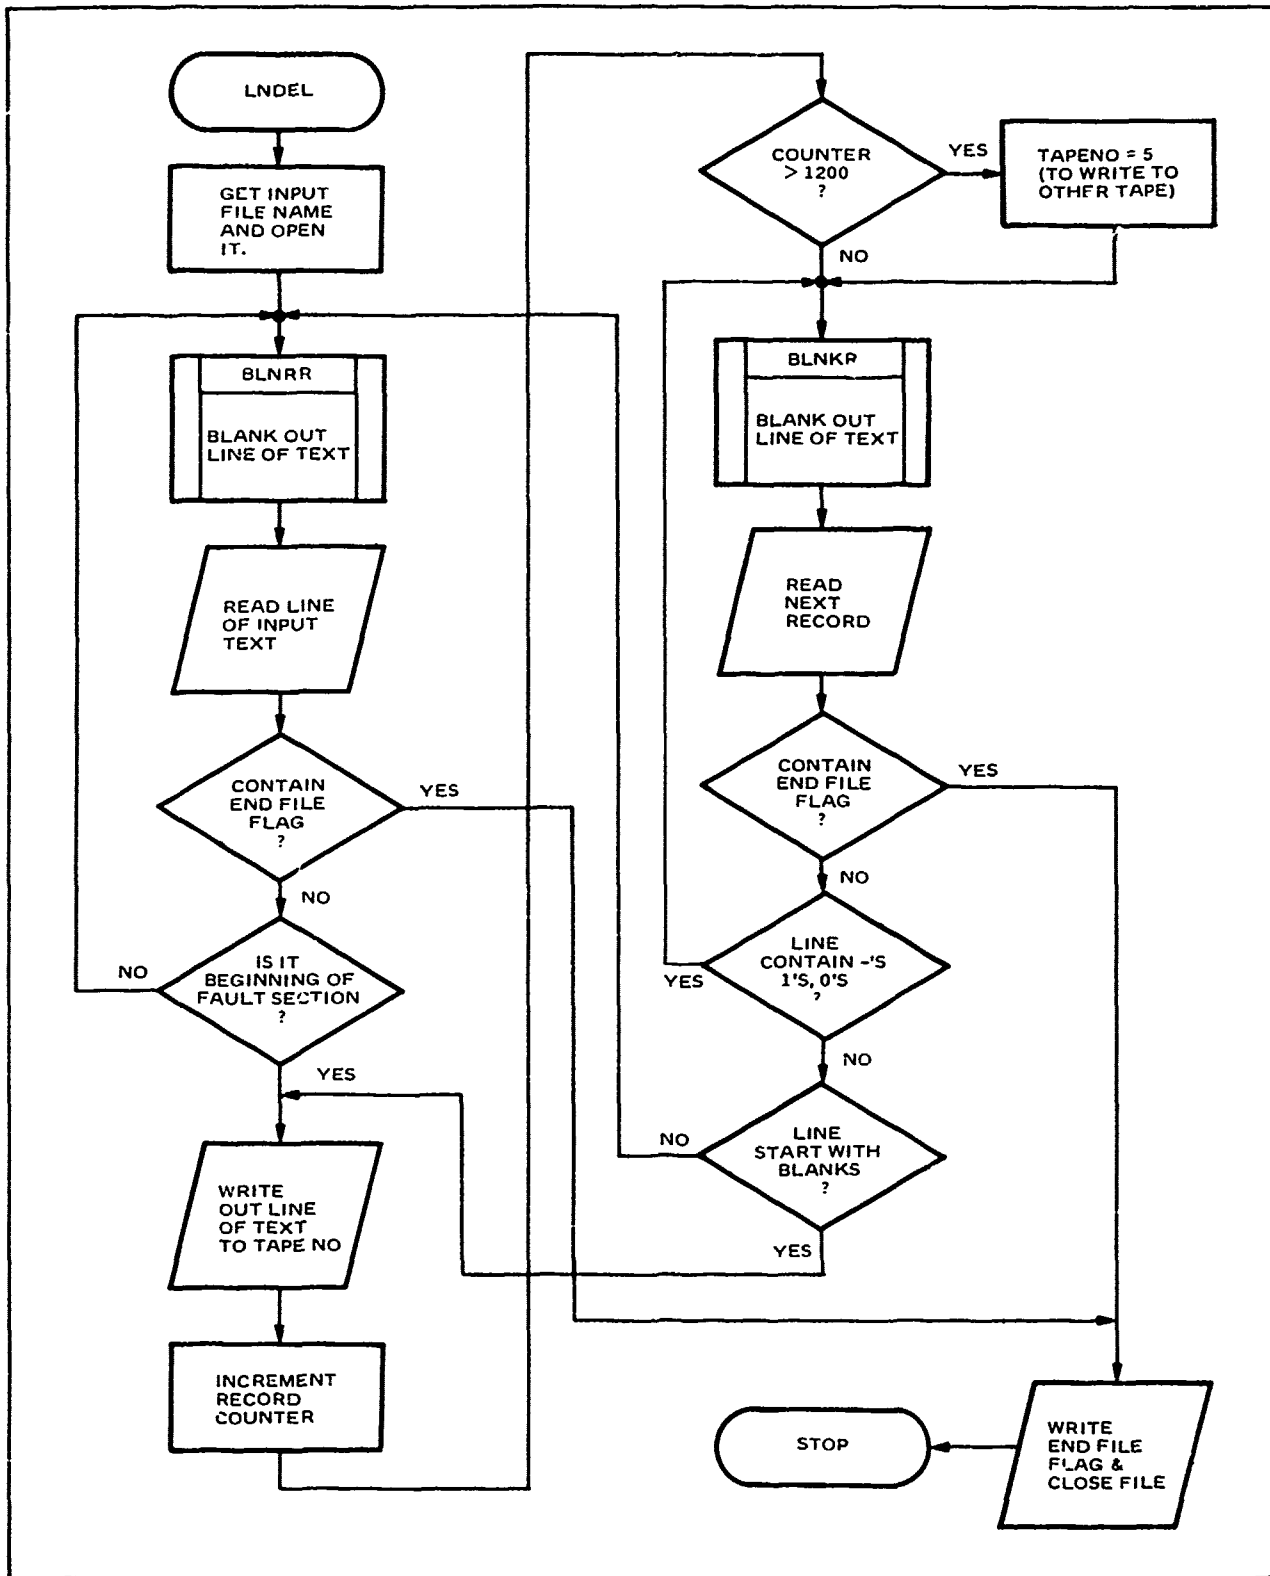 LNDEL
GET INPUT
FILE NAME
AND OPEN
IT.
BLNRR
BLANK OUT
LINE OF TEXT
READ LINE
OF INPUT
TEXT
CONTAIN
END FILE
FLAG
?
YES
NO
IS IT
BEGINNING OF
FAULT SECTION
?
NO
YES
WRITE
OUT LINE
OF TEXT
TO TAPE NO
INCREMENT
RECORD
COUNTER
COUNTER
> 1200
?
YES
TAPENO = 5
(TO WRITE TO
OTHER TAPE)
NO
BLNKR
BLANK OUT
LINE OF TEXT
READ
NEXT
RECORD
CONTAIN
END FILE
FLAG
?
YES
NO
LINE
CONTAIN -'S
1'S, 0'S
?
YES
NO
LINE
START WITH
BLANKS
?
NO
YES
WRITE
END FILE
FLAG &
CLOSE FILE
STOP